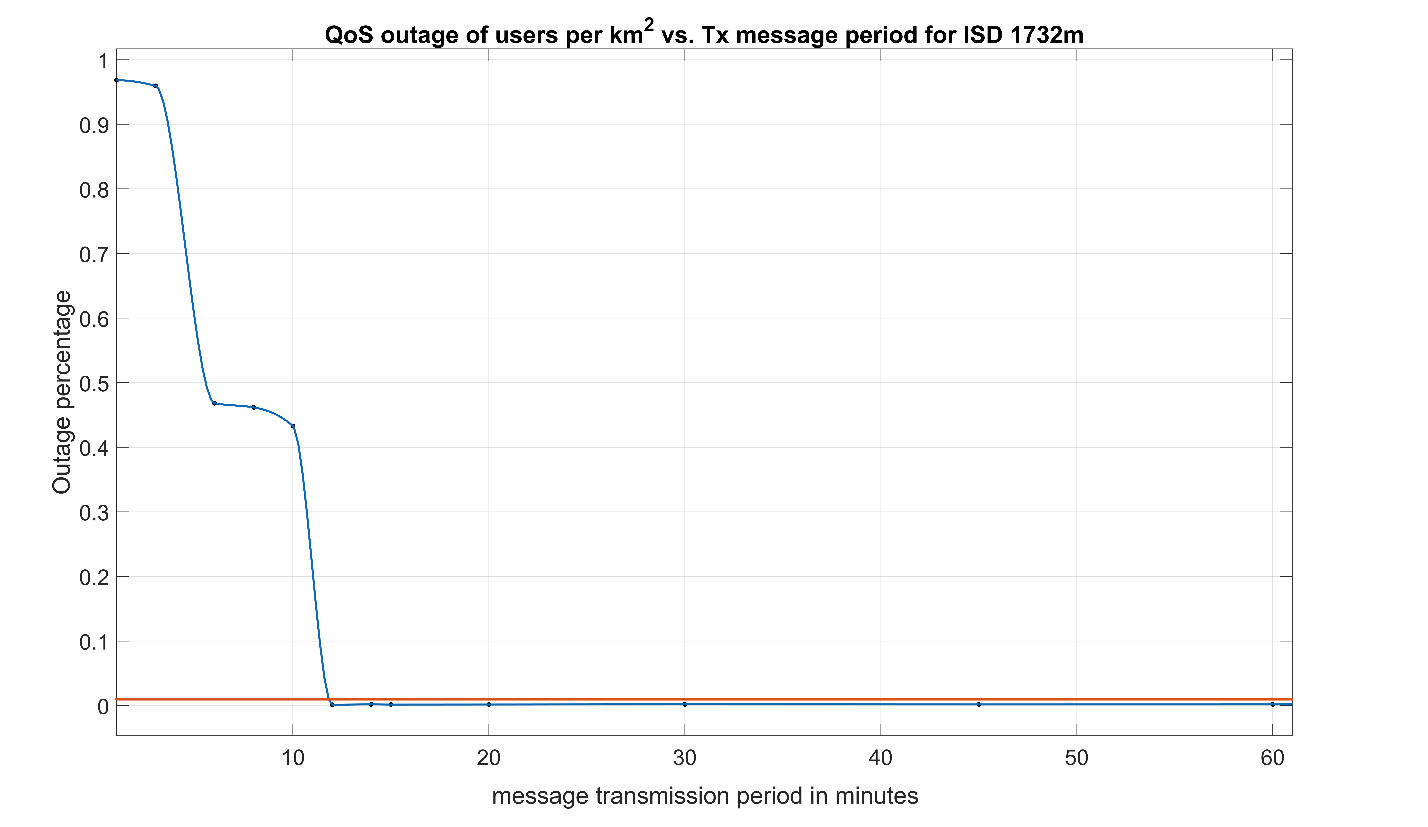 QoS outage of users per km² vs. Tx message period for ISD 1732m
1
0.9
0.8
0.7
0.6
0.5
0.4
0.3
0.2
0.1
0
Outage percentage
10 20 30 40 50 60
message transmission period in minutes